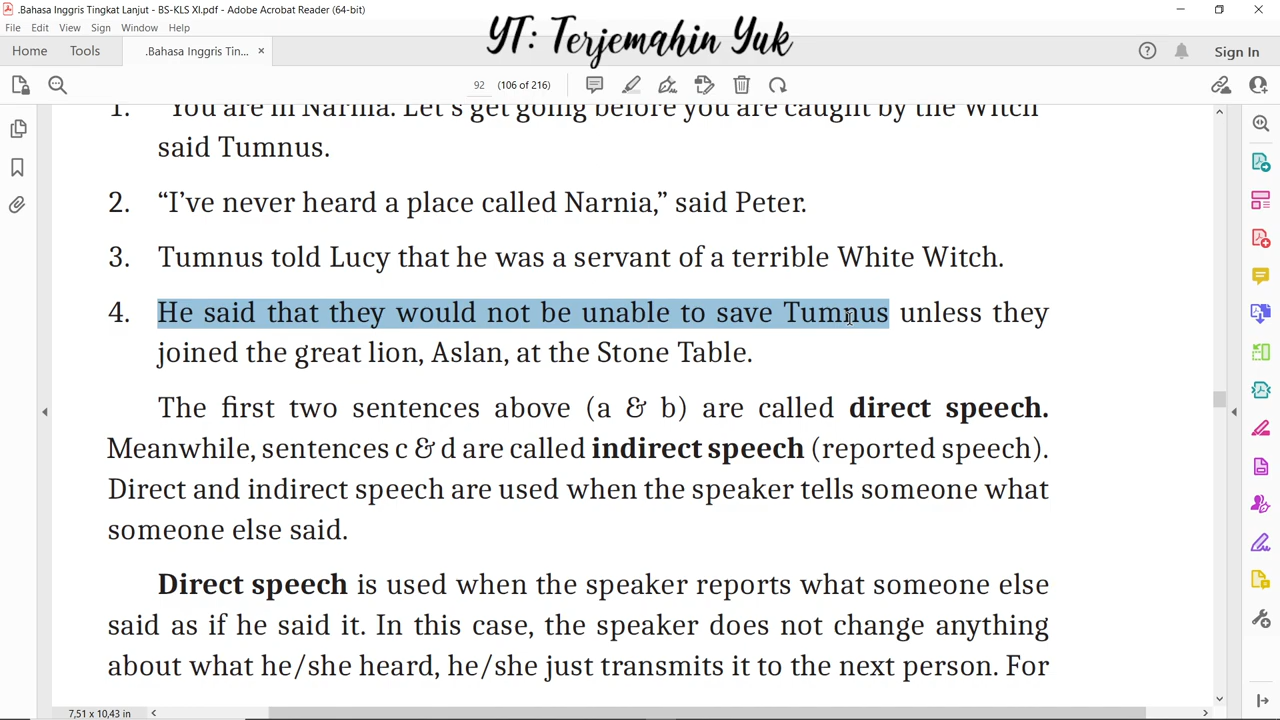 .Bahasa Inggris Tingkat Lanjut - BS-KLS XI.pdf - Adobe Acrobat Reader (64-bit)
YT: Terjemahin Yuk
File Edit View Sign Window Help
Home Tools .Bahasa Inggris Tin... × Sign In
92 (106 of 216)
1. “You are in Narnia. Let’s get going before you are caught by the Witch
said Tumnus.
2. “I’ve never heard a place called Narnia,” said Peter.
3. Tumnus told Lucy that he was a servant of a terrible White Witch.
4. He said that they would not be unable to save Tumnus unless they
joined the great lion, Aslan, at the Stone Table.
The first two sentences above (a & b) are called direct speech.
Meanwhile, sentences c & d are called indirect speech (reported speech).
Direct and indirect speech are used when the speaker tells someone what
someone else said.
Direct speech is used when the speaker reports what someone else
said as if he said it. In this case, the speaker does not change anything
about what he/she heard, he/she just transmits it to the next person. For
7,51 x 10,43 in